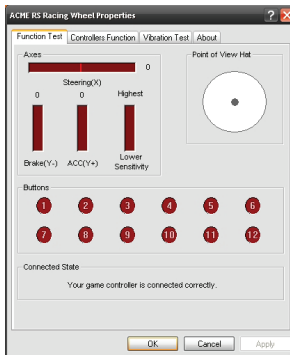 ACME RS Racing Wheel Properties
Function Test Controllers Function Vibration Test About
Axes
0
Steering(X)
0 0 Highest
Brake(Y-) ACC(Y+) Lower
Sensitivity
Point of View Hat
Buttons
1 2 3 4 5 6
7 8 9 10 11 12
Connected State
Your game controller is connected correctly.
OK Cancel Apply